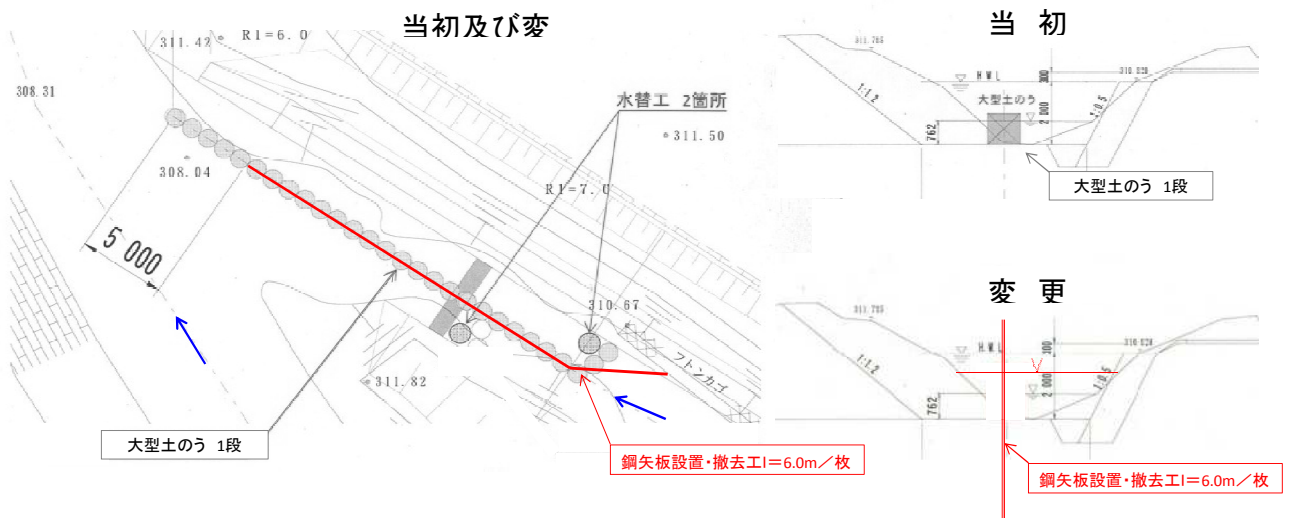 当初及び変
311.42
R1=6.0
308.31
水替工 2箇所
311.50
308.04
R1=7.0
5 000
310.67
フトンカゴ
311.82
大型土のう 1段
鋼矢板設置・撤去工l=6.0m/枚
当 初
311.765
H.W.L
300
310.828
1:1.2
大型土のう
2 000
1:0.5
762
大型土のう 1段
変 更
311.765
H.W.L
300
310.828
1:1.2
2 000
1:0.5
762
鋼矢板設置・撤去工l=6.0m/枚